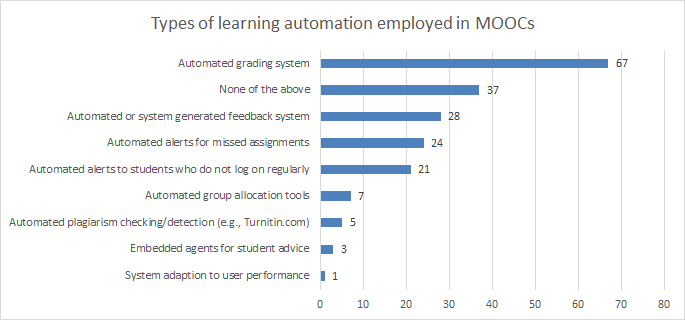 Types of learning automation employed in MOOCs
Automated grading system 67
None of the above 37
Automated or system generated feedback system 28
Automated alerts for missed assignments 24
Automated alerts to students who do not log on regularly 21
Automated group allocation tools 7
Automated plagiarism checking/detection (e.g., Turnitin.com) 5
Embedded agents for student advice 3
System adaption to user performance 1
0 10 20 30 40 50 60 70 80